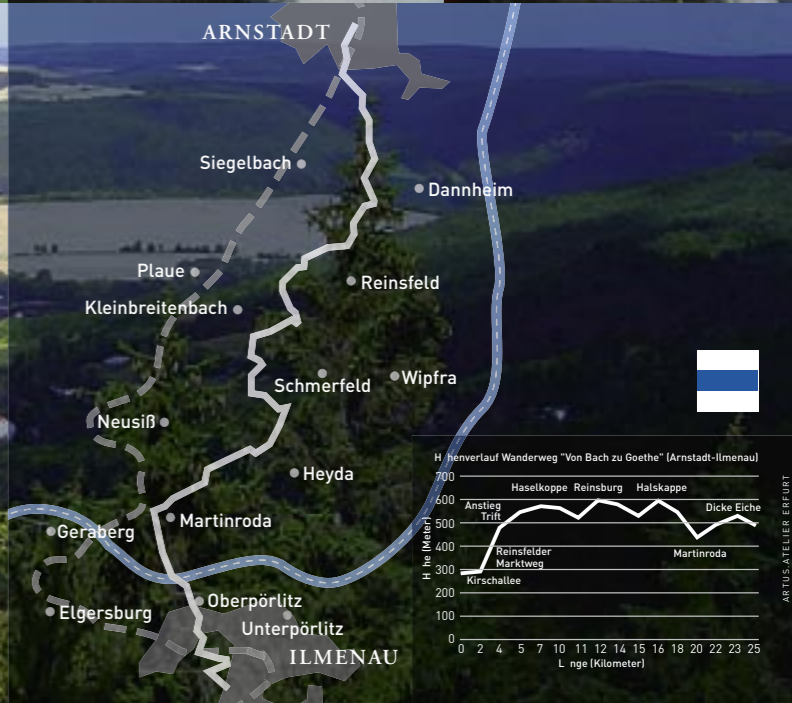 ARNSTADT
Siegelbach
Dannheim
Plaue
Reinsfeld
Kleinbreitenbach
Schmerfeld
Wipfra
Neusiß
Heyda
Martinroda
Geraberg
Elgersburg
Oberpörlitz
Unterpörlitz
ILMENAU
H henverlauf Wanderweg "Von Bach zu Goethe" (Arnstadt-Ilmenau)
700
600
500
400
300
200
100
0
H he (Meter)
Haselkoppe
Reinsburg
Halskappe
Anstieg
Trift
Dicke Eiche
Reinsfelder
Marktweg
Martinroda
Kirschallee
0 2 4 5 7 10 11 12 14 15 16 18 20 22 23 25
L nge (Kilometer)
ARTUS.ATELIER ERFURT